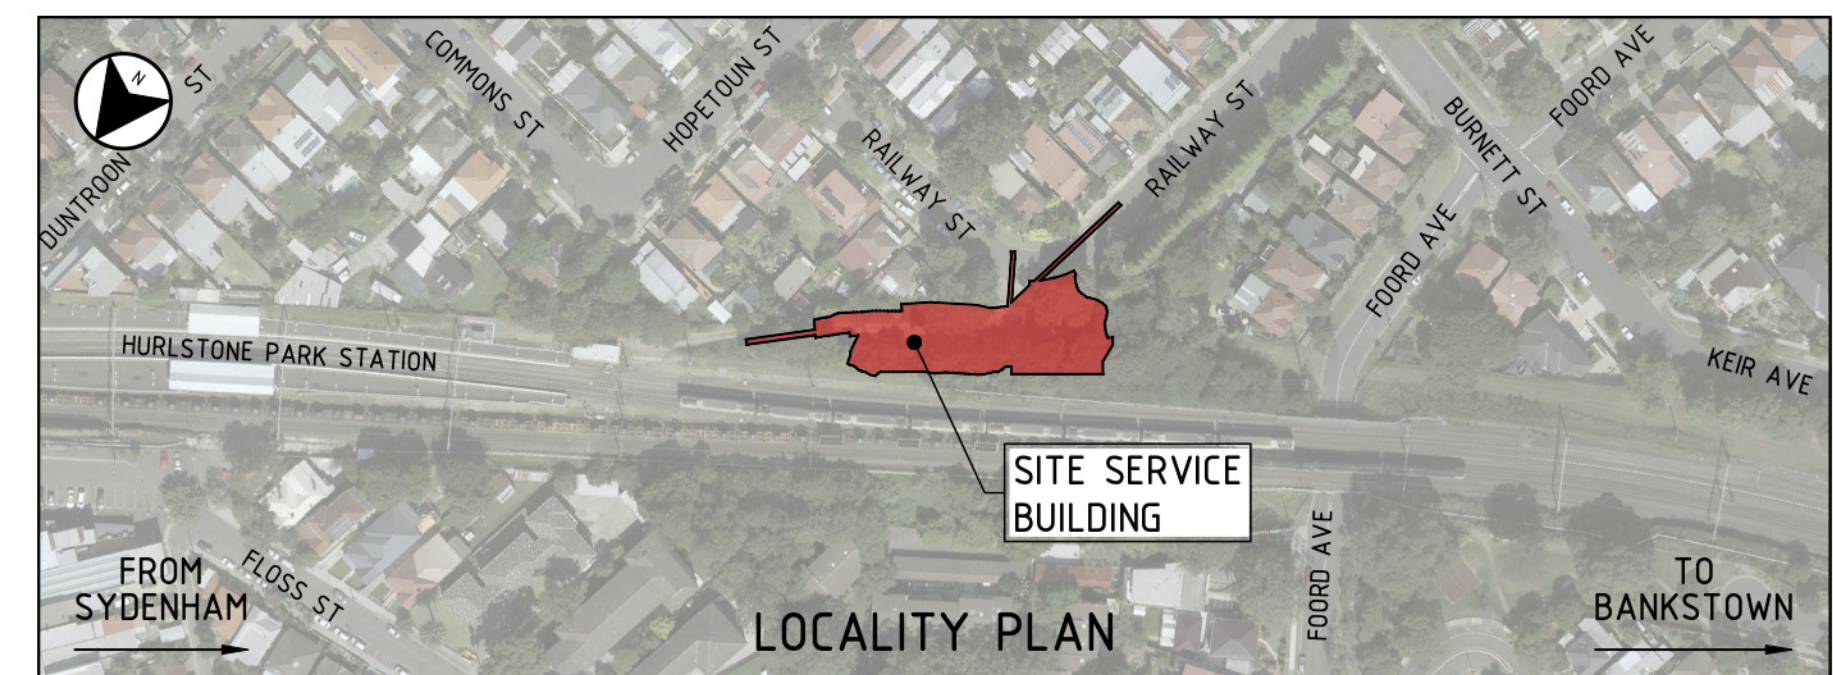 N
DUNTROON ST
COMMONS ST
HOPETOUN ST
RAILWAY ST
RAILWAY ST
BURNETT ST
FOORD AVE
FOORD AVE
KEIR AVE
HURLSTONE PARK STATION
SITE SERVICE
BUILDING
FOORD AVE
FLOSS ST
FROM
SYDENHAM
LOCALITY PLAN
TO
BANKSTOWN